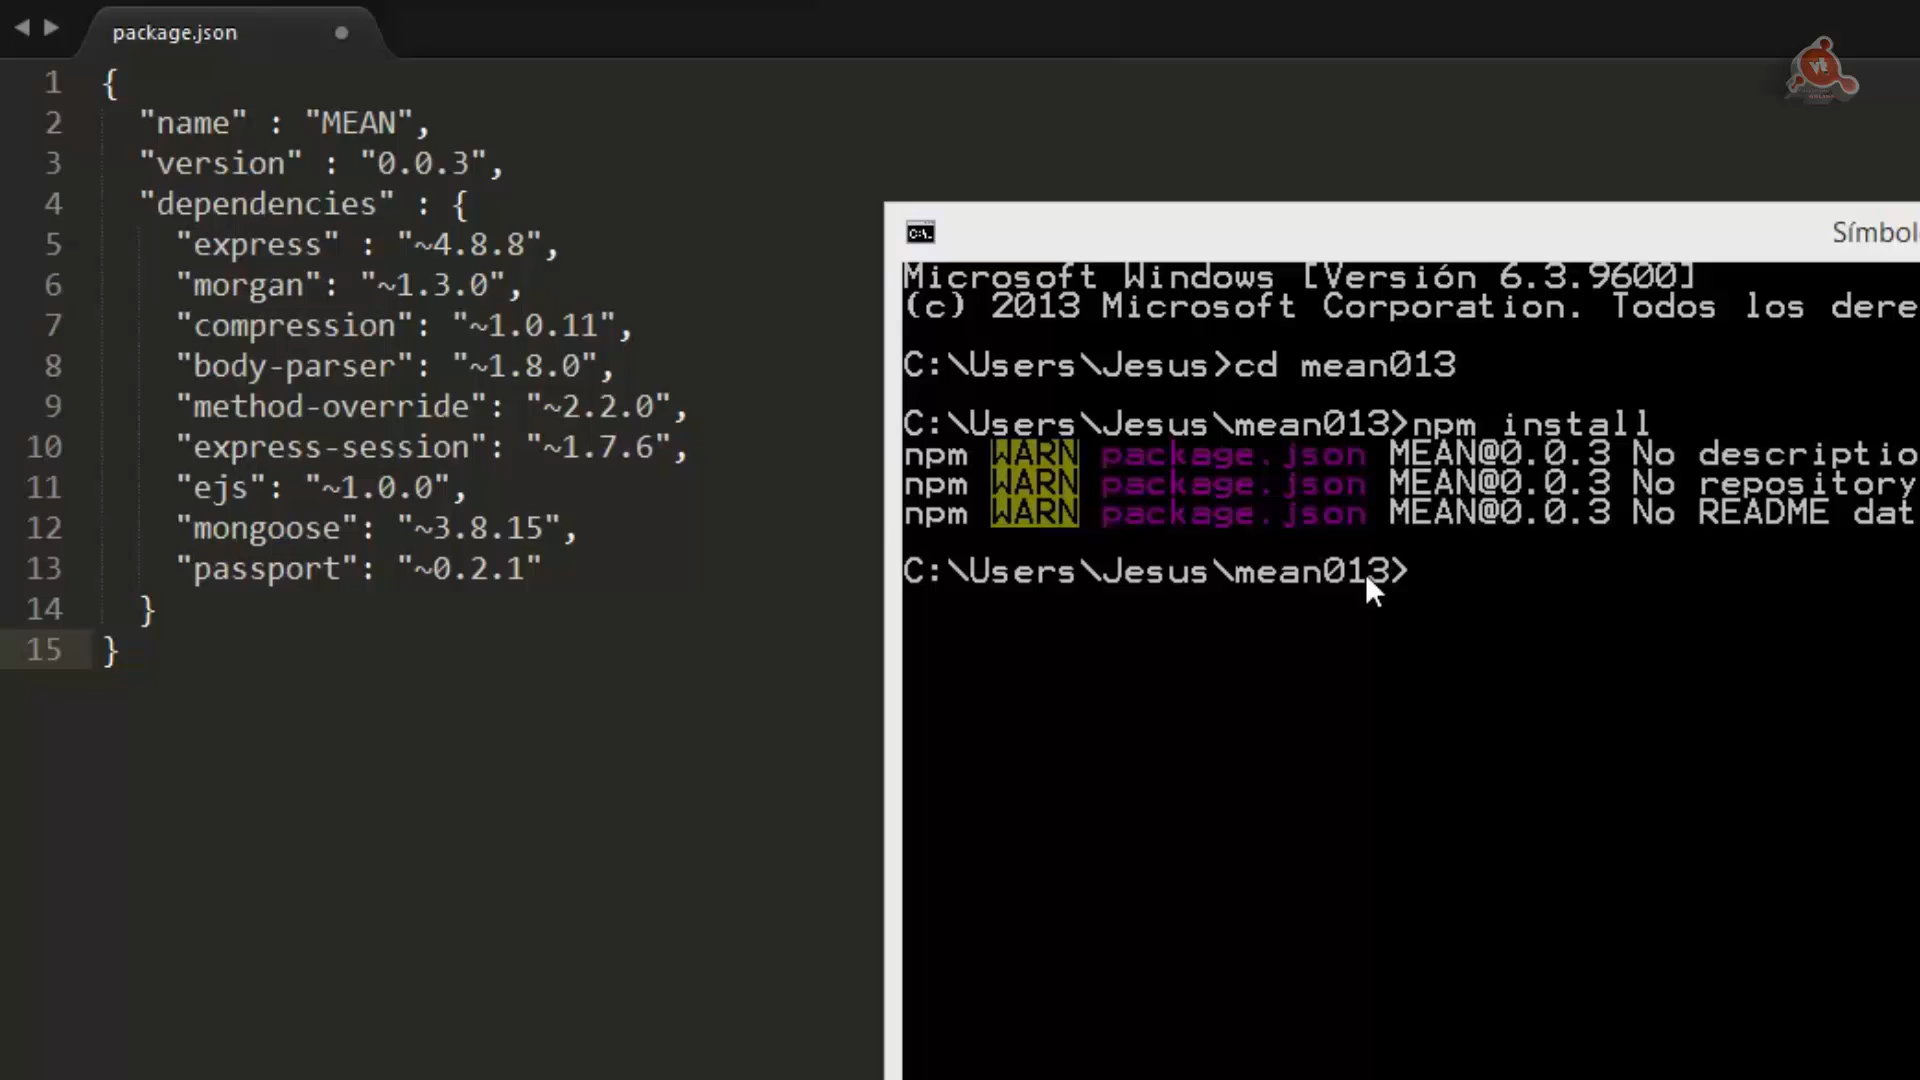 package.json
1 {
2 "name" : "MEAN",
3 "version" : "0.0.3",
4 "dependencies" : {
5 "express" : "~4.8.8",
6 "morgan": "~1.3.0",
7 "compression": "~1.0.11",
8 "body-parser": "~1.8.0",
9 "method-override": "~2.2.0",
10 "express-session": "~1.7.6",
11 "ejs": "~1.0.0",
12 "mongoose": "~3.8.15",
13 "passport": "~0.2.1"
14 }
15 }
vt
Símbol
Microsoft Windows [Versión 6.3.9600]
(c) 2013 Microsoft Corporation. Todos los dere
C:\Users\Jesus>cd mean013
C:\Users\Jesus\mean013>npm install
npm WARN package.json MEAN@0.0.3 No descriptio
npm WARN package.json MEAN@0.0.3 No repository
npm WARN package.json MEAN@0.0.3 No README dat
C:\Users\Jesus\mean013>